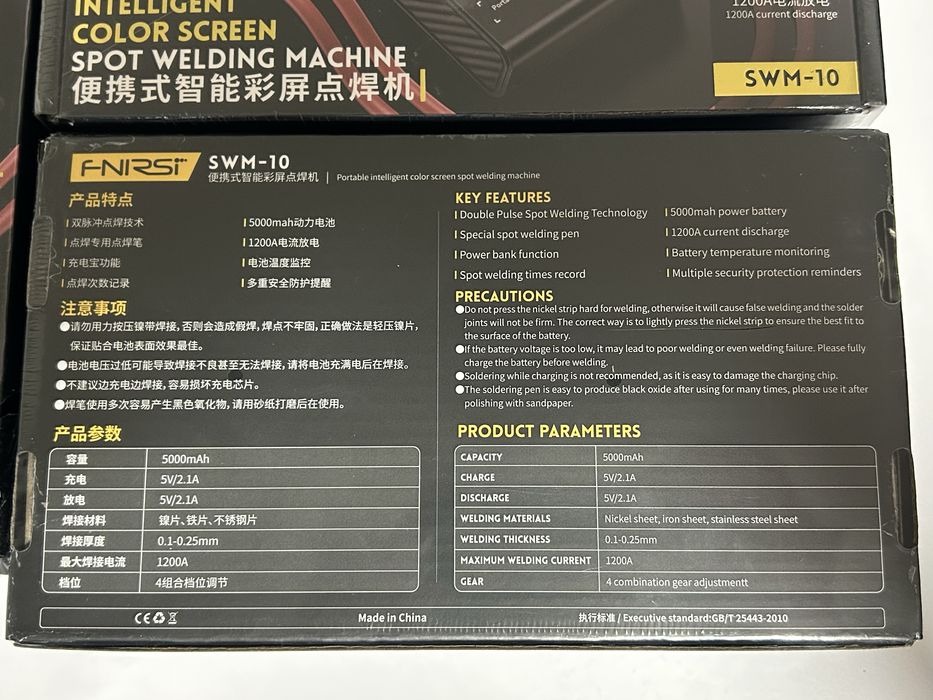 INTELLIGENT
COLOR SCREEN
SPOT WELDING MACHINE
便携式智能彩屏点焊机
1200A电流放电
1200A current discharge
SWM-10
FNIRSI
SWM-10
便携式智能彩屏点焊机 | Portable intelligent color screen spot welding machine
产品特点
双脉冲点焊技术
5000mah动力电池
点焊专用点焊笔
1200A电流放电
充电宝功能
电池温度监控
点焊次数记录
多重安全防护提醒
注意事项
●请勿用力按压镍带焊接,否则会造成假焊,焊点不牢固,正确做法是轻压镍片,
保证贴合电池表面效果最佳。
●电池电压过低可能导致焊接不良甚至无法焊接,请将电池充满电后在焊接。
●不建议边充电边焊接,容易损坏充电芯片。
●焊笔使用多次容易产生黑色氧化物,请用砂纸打磨后在使用。
产品参数
容量 5000mAh
充电 5V/2.1A
放电 5V/2.1A
焊接材料 镍片、铁片、不锈钢片
焊接厚度 0.1-0.25mm
最大焊接电流 1200A
档位 4组合档位调节
KEY FEATURES
Double Pulse Spot Welding Technology
5000mah power battery
Special spot welding pen
1200A current discharge
Power bank function
Battery temperature monitoring
Spot welding times record
Multiple security protection reminders
PRECAUTIONS
●Do not press the nickel strip hard for welding, otherwise it will cause false welding and the solder
joints will not be firm. The correct way is to lightly press the nickel strip to ensure the best fit to
the surface of the battery.
●If the battery voltage is too low, it may lead to poor welding or even welding failure. Please fully
charge the battery before welding.
●Soldering while charging is not recommended, as it is easy to damage the charging chip.
●The soldering pen is easy to produce black oxide after using for many times, please use it after
polishing with sandpaper.
PRODUCT PARAMETERS
CAPACITY 5000mAh
CHARGE 5V/2.1A
DISCHARGE 5V/2.1A
WELDING MATERIALS Nickel sheet, iron sheet, stainless steel sheet
WELDING THICKNESS 0.1-0.25mm
MAXIMUM WELDING CURRENT 1200A
GEAR 4 combination gear adjustmentt
CE
Made in China
执行标准 / Executive standard:GB/T 25443-2010